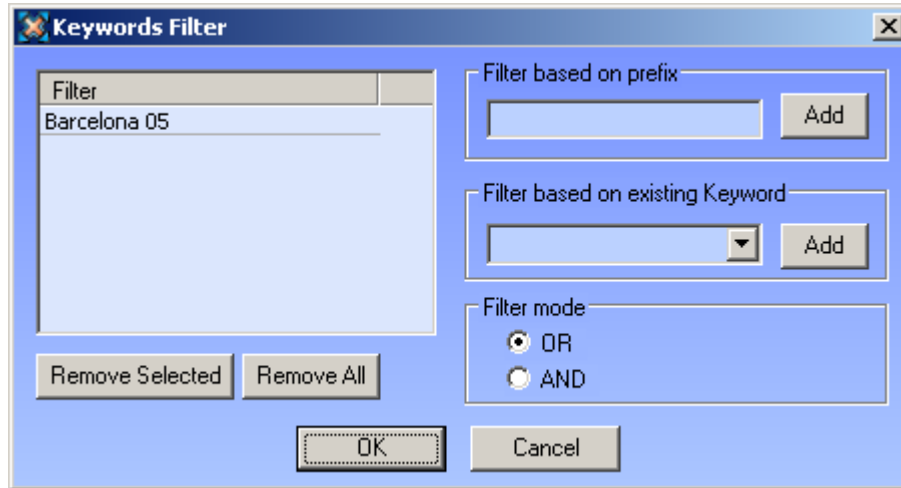 Keywords Filter
Filter
Barcelona 05
Remove Selected
Remove All
Filter based on prefix
Add
Filter based on existing Keyword
Add
Filter mode
OR
AND
OK
Cancel